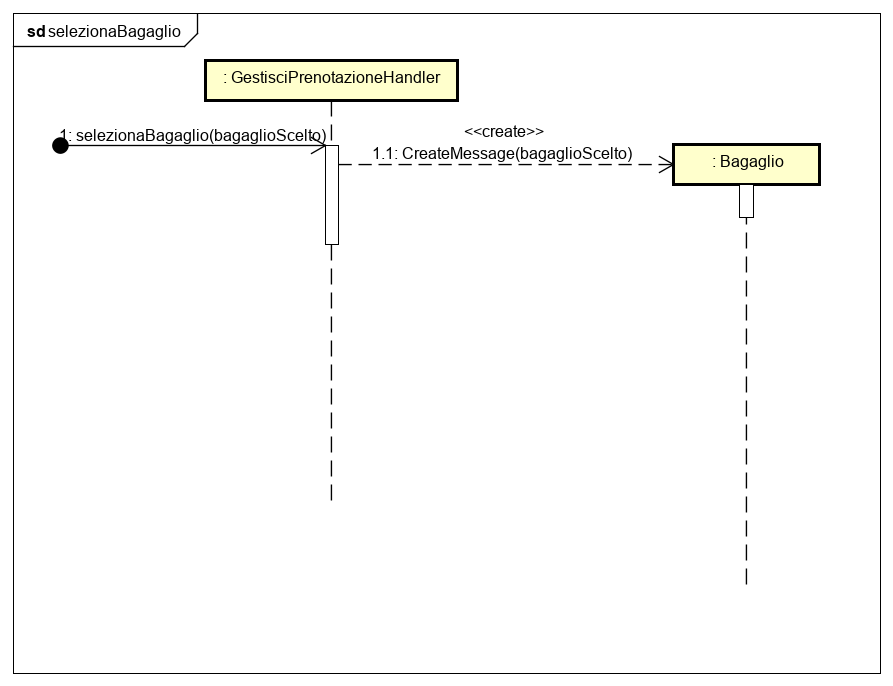 sd selezionaBagaglio
: GestisciPrenotazioneHandler
1: selezionaBagaglio(bagaglioScelto)
<<create>>
1.1: CreateMessage(bagaglioScelto)
: Bagaglio